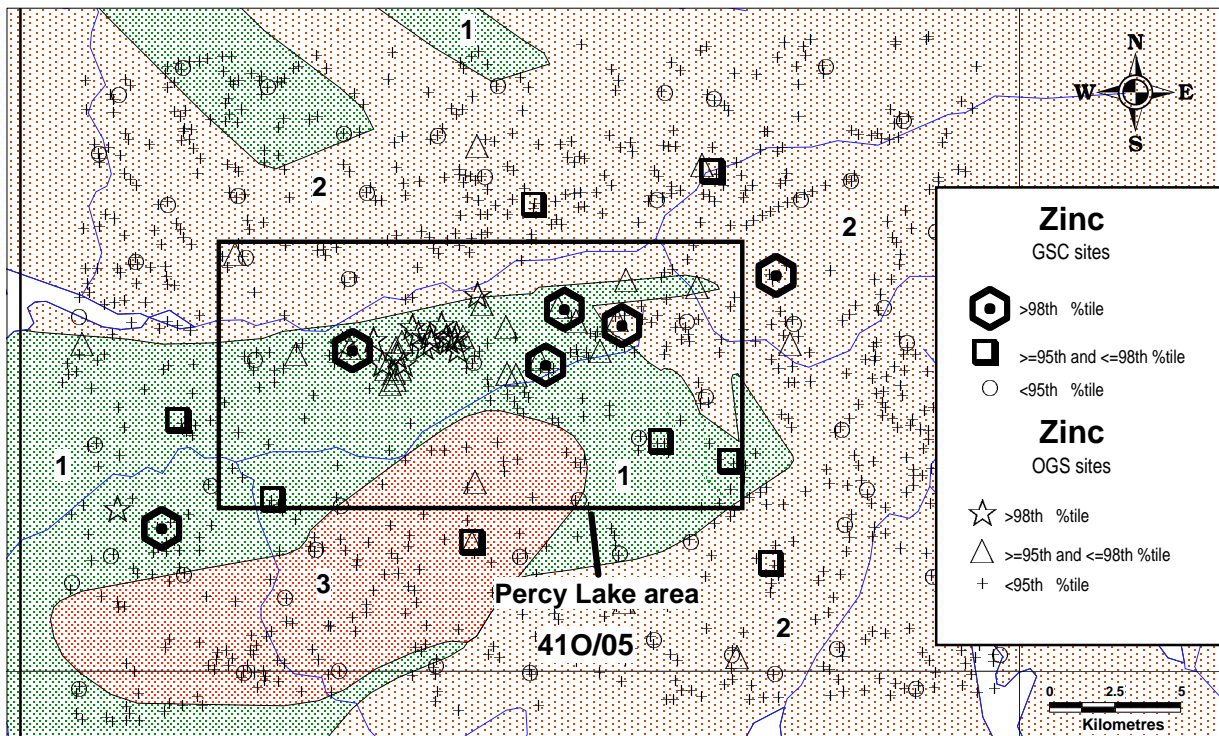 1
N
W E
S
2
2
Zinc
GSC sites
>98th %tile
>=95th and <=98th %tile
<95th %tile
Zinc
OGS sites
>98th %tile
>=95th and <=98th %tile
<95th %tile
1
1
3
Percy Lake area
41O/05
2
0 2.5 5
Kilometres